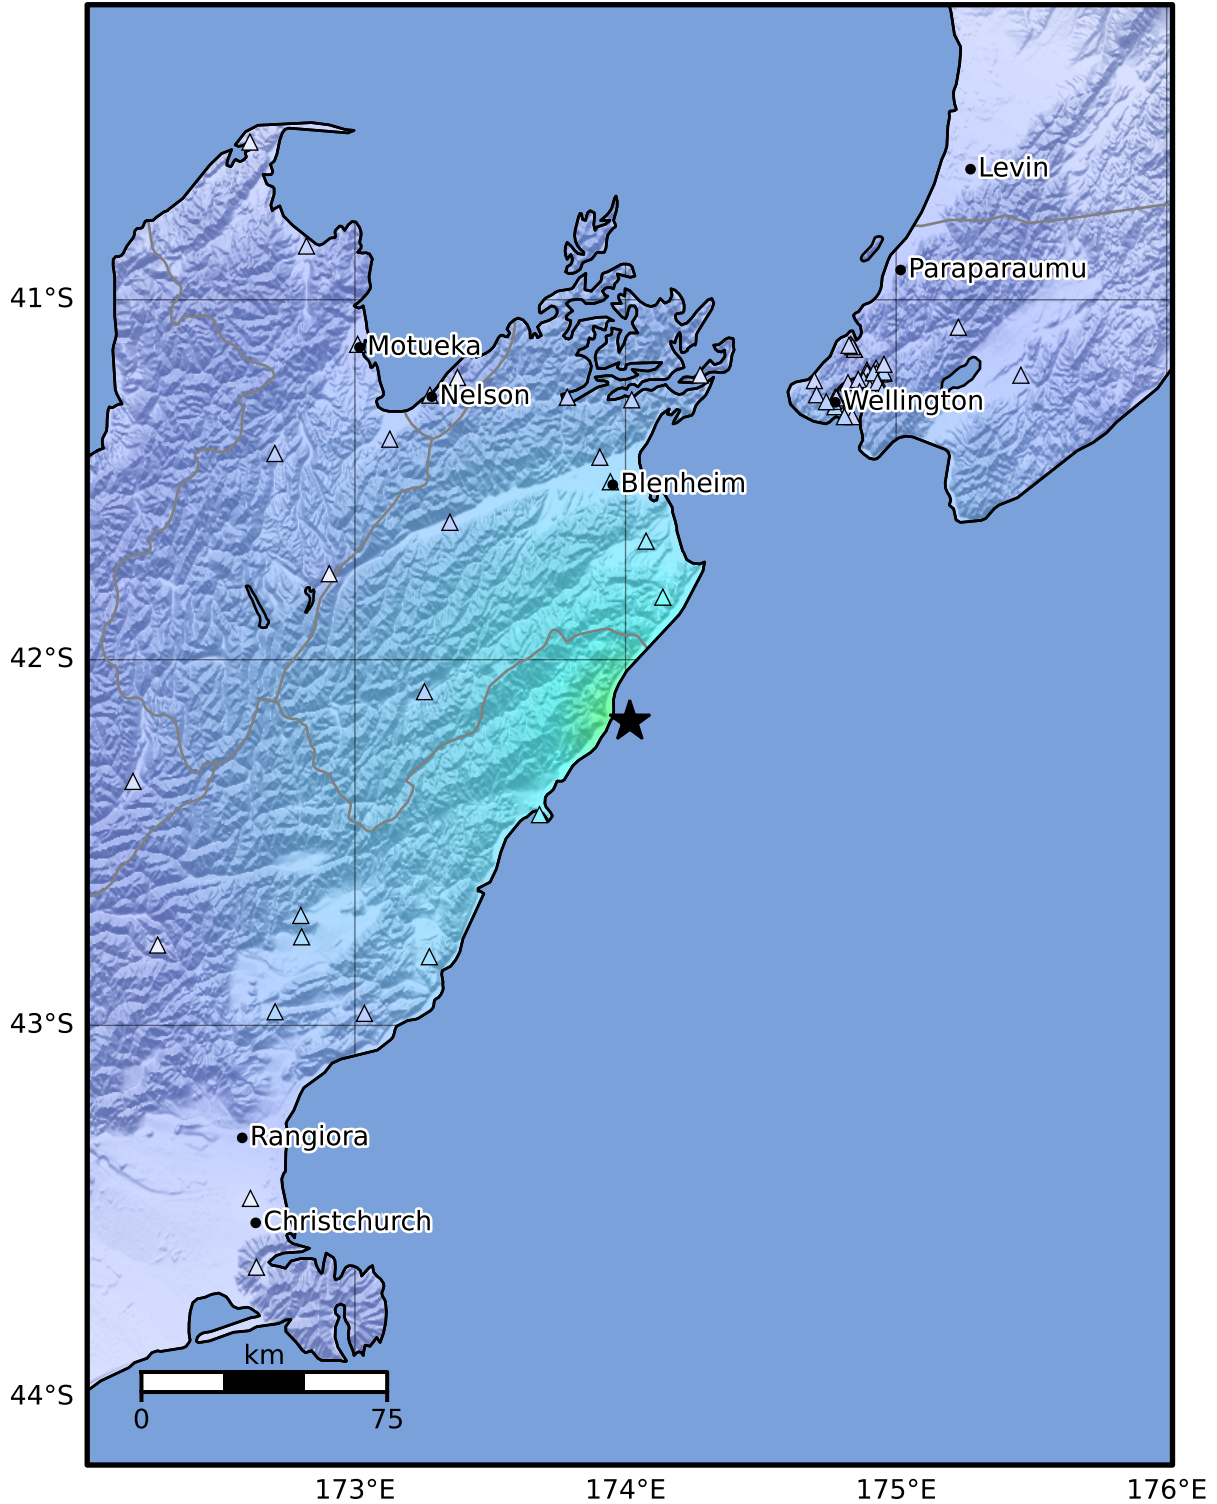 Levin
Paraparaumu
41°S
Motueka
Nelson
Wellington
Blenheim
42°S
43°S
Rangiora
Christchurch
km
44°S
0 75
173°E 174°E 175°E 176°E